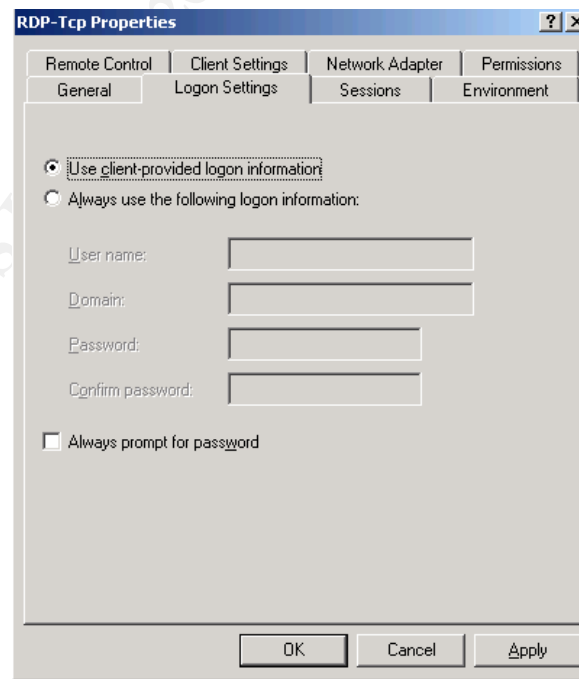 RDP-Tcp Properties
Remote Control Client Settings Network Adapter Permissions
General Logon Settings Sessions Environment
Use client-provided logon information
Always use the following logon information:
User name:
Domain:
Password:
Confirm password:
Always prompt for password
OK Cancel Apply